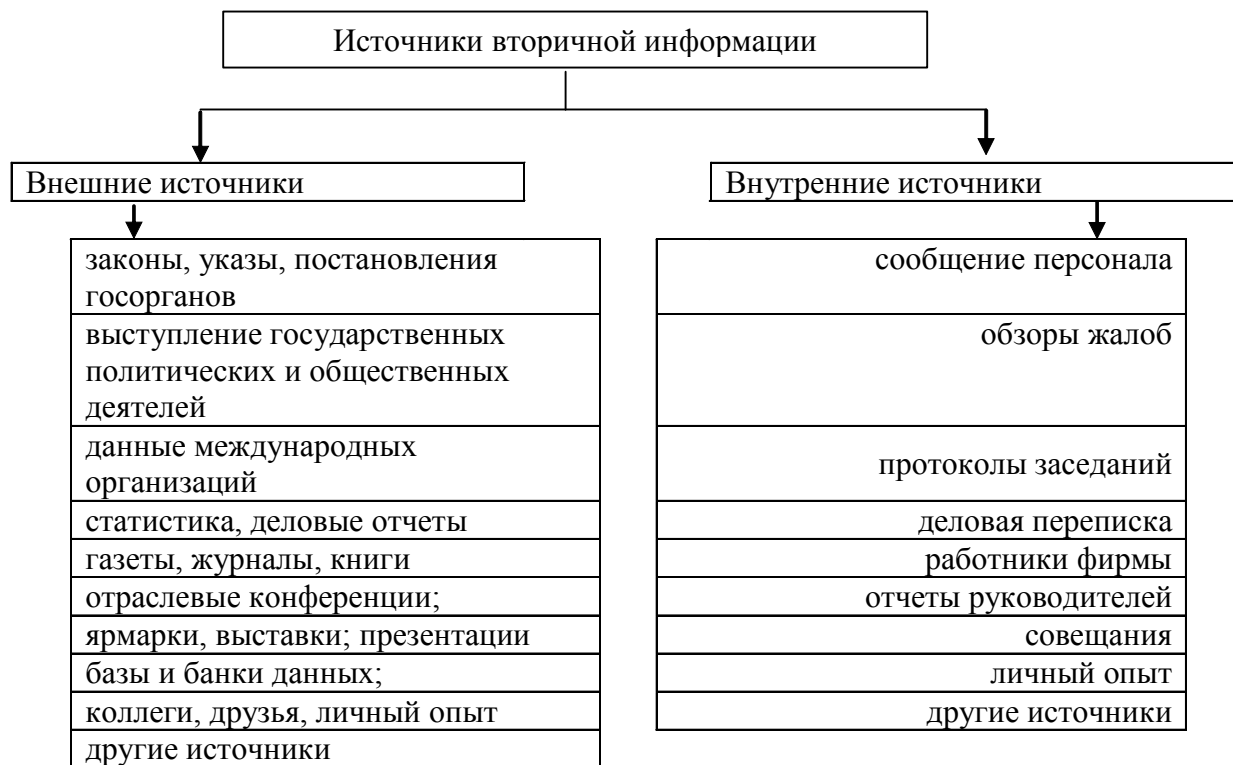 Источники вторичной информации
Внешние источники
Внутренние источники
законы, указы, постановления
госорганов
выступление государственных
политических и общественных
деятелей
данные международных
организаций
статистика, деловые отчеты
газеты, журналы, книги
отраслевые конференции;
ярмарки, выставки; презентации
базы и банки данных;
коллеги, друзья, личный опыт
другие источники
сообщение персонала
обзоры жалоб
протоколы заседаний
деловая переписка
работники фирмы
отчеты руководителей
совещания
личный опыт
другие источники